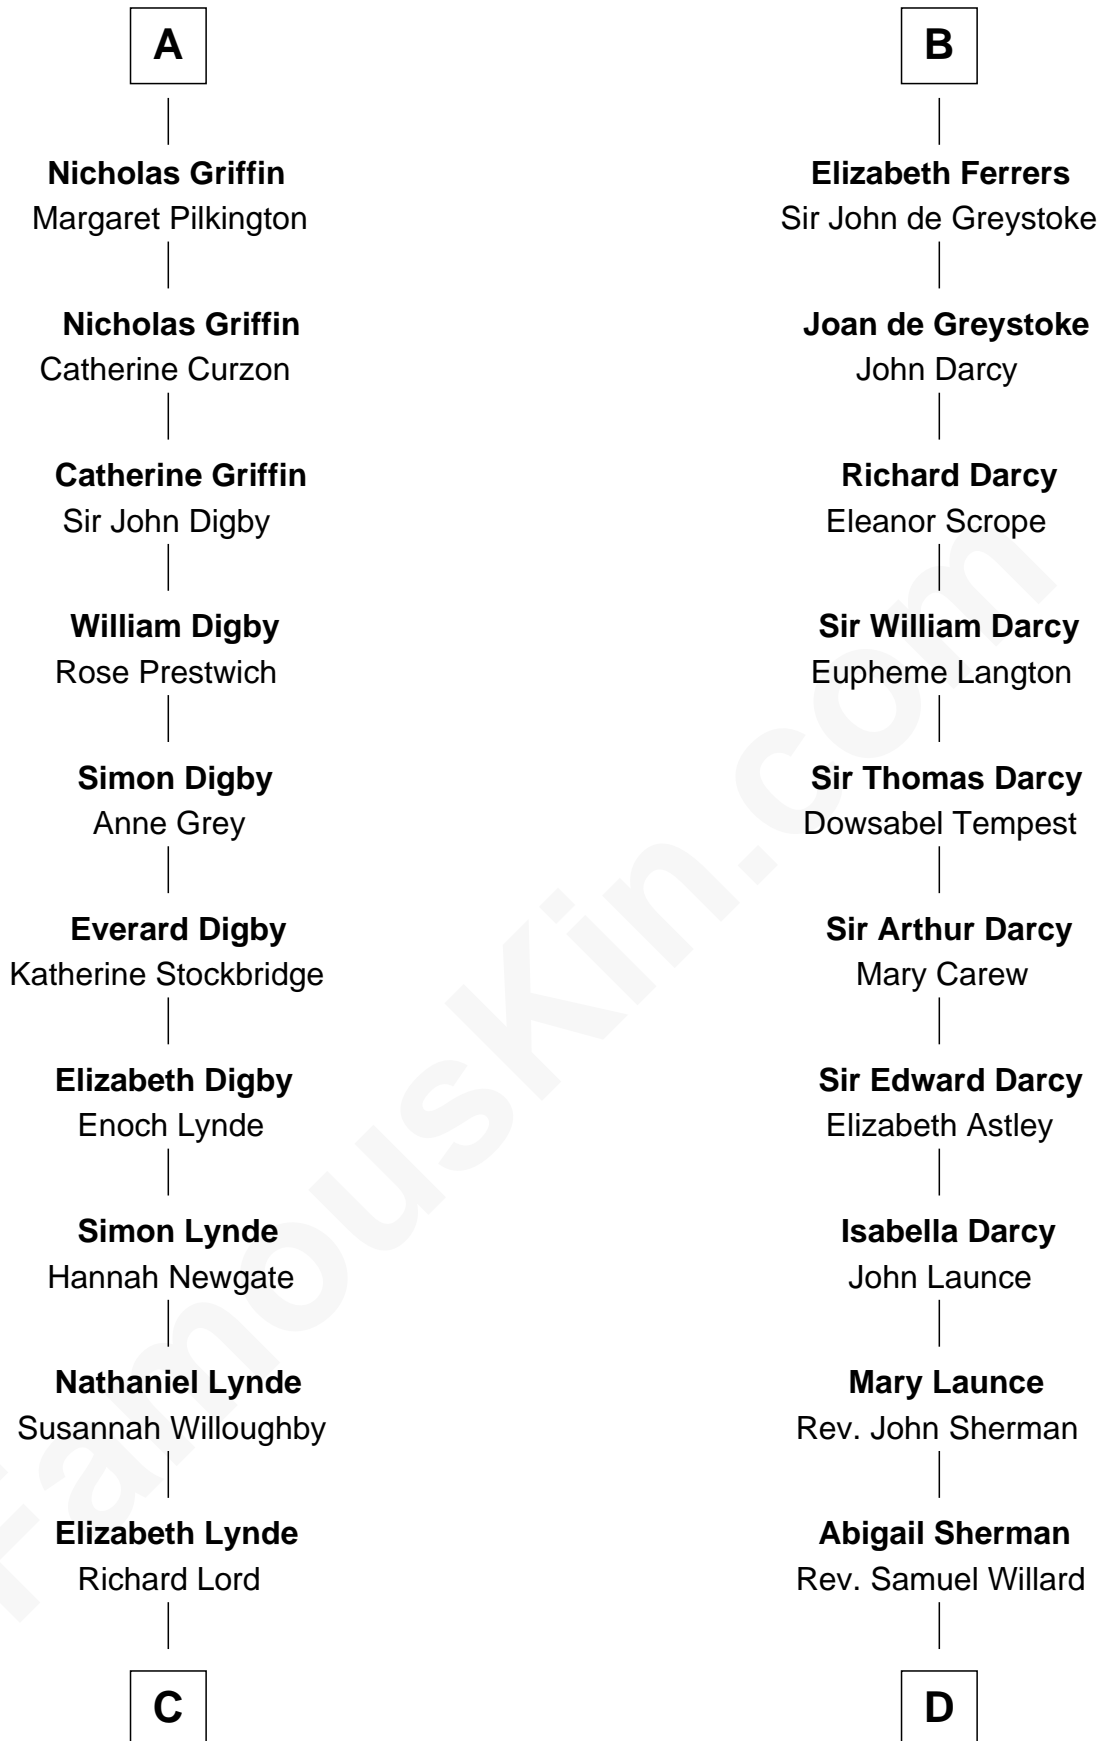 A
Nicholas Griffin
Margaret Pilkington
Nicholas Griffin
Catherine Curzon
Catherine Griffin
Sir John Digby
William Digby
Rose Prestwich
Simon Digby
Anne Grey
Everard Digby
Katherine Stockbridge
Elizabeth Digby
Enoch Lynde
Simon Lynde
Hannah Newgate
Nathaniel Lynde
Susannah Willoughby
Elizabeth Lynde
Richard Lord
C
B
Elizabeth Ferrers
Sir John de Greystoke
Joan de Greystoke
John Darcy
Richard Darcy
Eleanor Scrope
Sir William Darcy
Eupheme Langton
Sir Thomas Darcy
Dowsabel Tempest
Sir Arthur Darcy
Mary Carew
Sir Edward Darcy
Elizabeth Astley
Isabella Darcy
John Launce
Mary Launce
Rev. John Sherman
Abigail Sherman
Rev. Samuel Willard
D
FamousKin.com